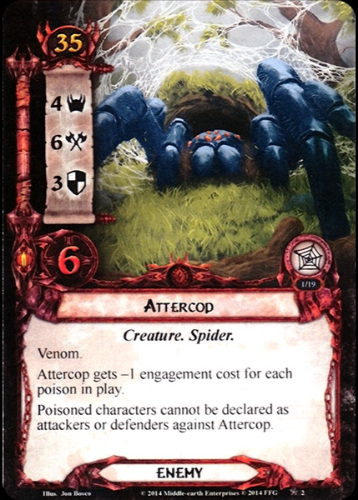 35
4
6
3
6
1/19
Attercop
Creature. Spider.
Venom.
Attercop gets –1 engagement cost for each
poison in play.
Poisoned characters cannot be declared as
attackers or defenders against Attercop.
ENEMY
Illus. Jon Bosco © 2014 Middle-earth Enterprises © 2014 FFG 2